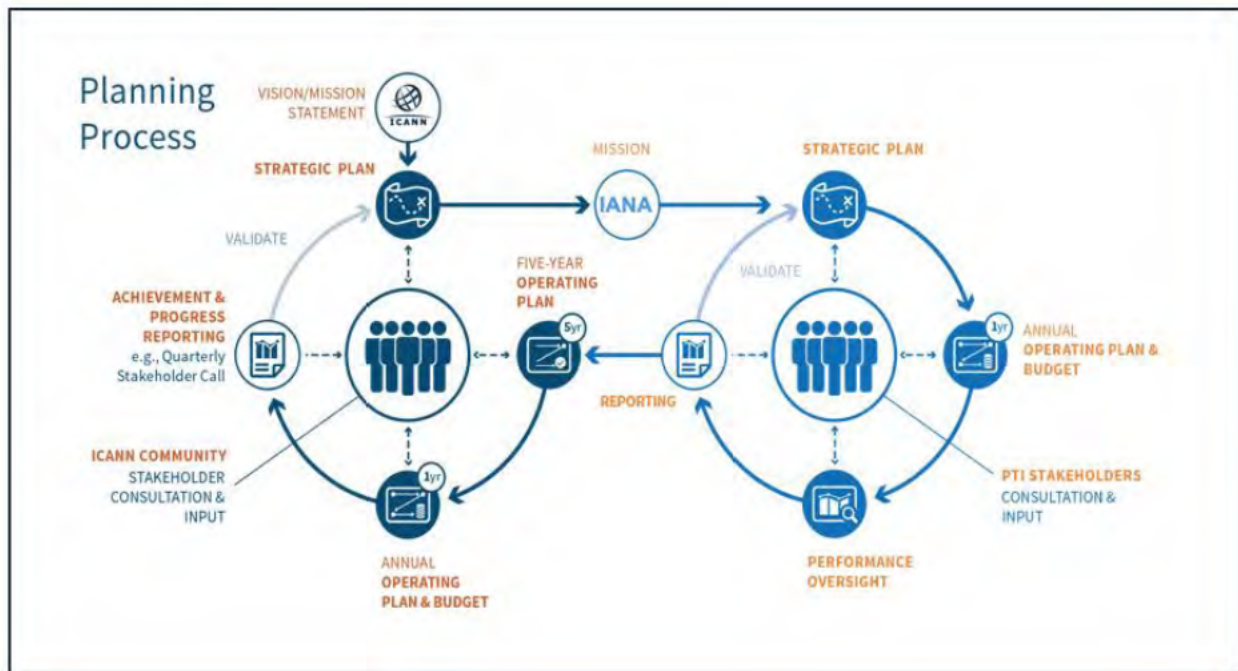 Planning
Process
VISION/MISSION
STATEMENT
ICANN
STRATEGIC PLAN
MISSION
IANA
STRATEGIC PLAN
VALIDATE
FIVE-YEAR
OPERATING
PLAN
5yr
VALIDATE
ACHIEVEMENT &
PROGRESS
REPORTING
e.g., Quarterly
Stakeholder Call
1yr
ANNUAL
OPERATING PLAN &
BUDGET
REPORTING
ICANN COMMUNITY
STAKEHOLDER
CONSULTATION &
INPUT
1yr
PTI STAKEHOLDERS
CONSULTATION &
INPUT
ANNUAL
OPERATING
PLAN & BUDGET
PERFORMANCE
OVERSIGHT